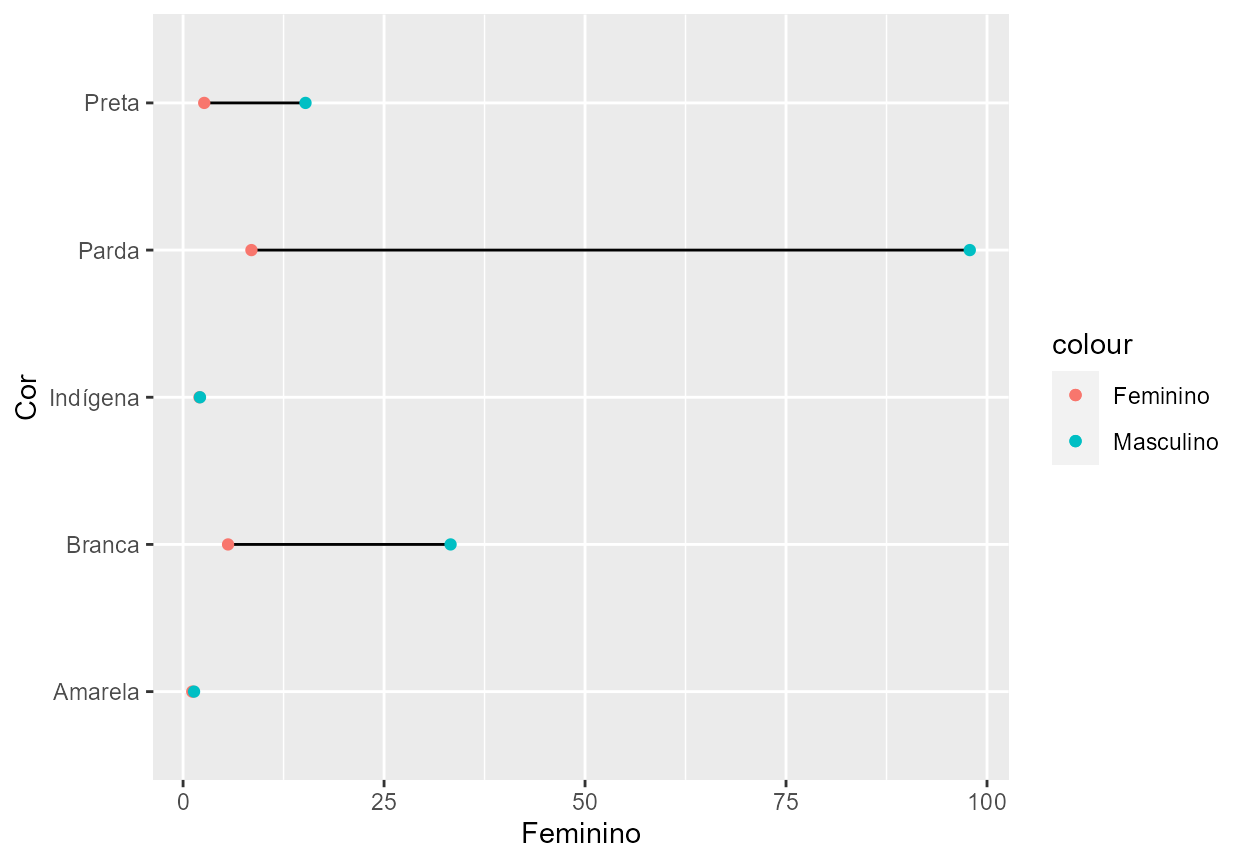 Preta
Parda
Indígena
Branca
Amarela
Cor
0 25 50 75 100
Feminino
colour
Feminino
Masculino